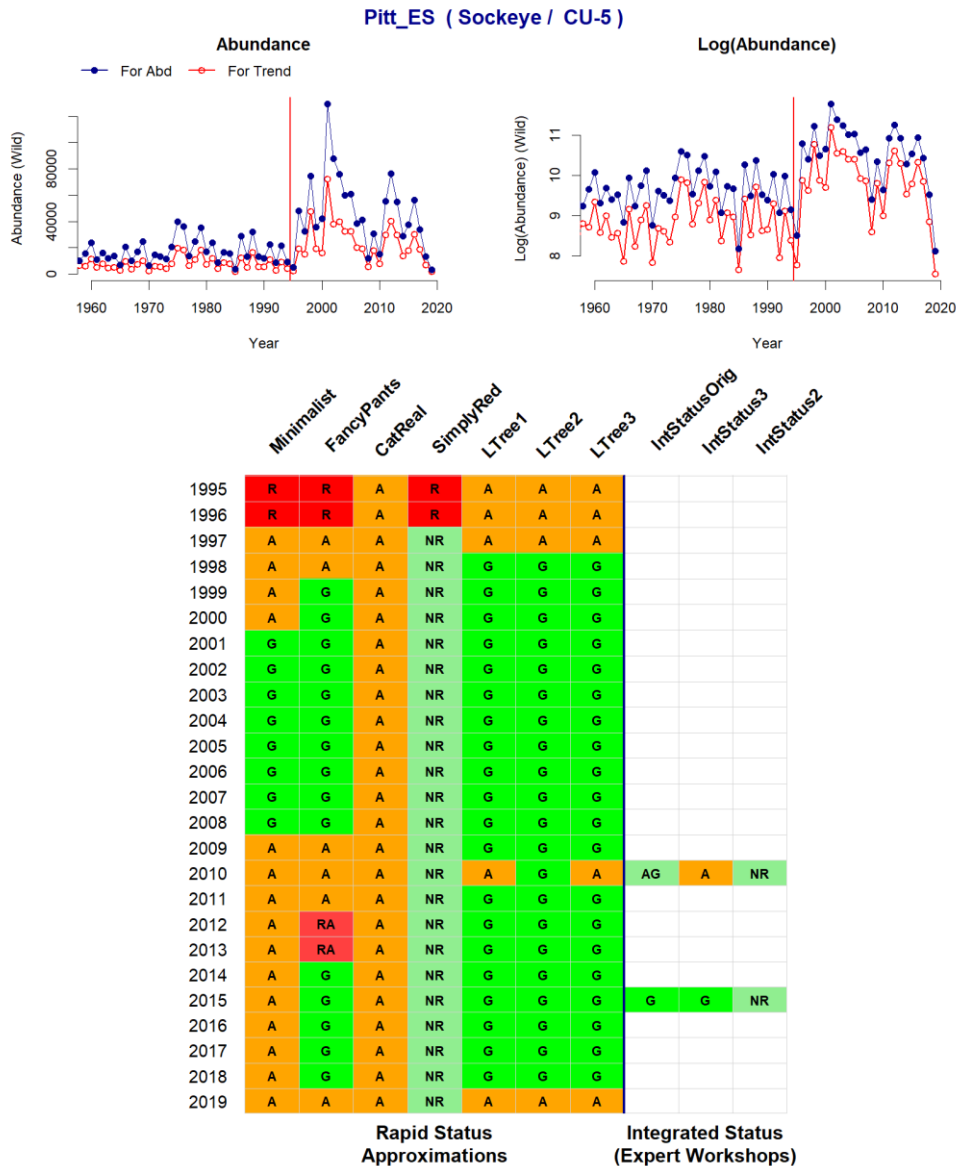 Pitt_ES ( Sockeye / CU-5 )
Abundance
For Abd For Trend
Abundance (Wild)
0 40000 80000
1960 1970 1980 1990 2000 2010 2020
Year
Log(Abundance)
Log(Abundance) (Wild)
8 9 10 11
1960 1970 1980 1990 2000 2010 2020
Year
Minimalist FancyPants CatReal SimplyRed LTree1 LTree2 LTree3 IntStatusOrig IntStatus3 IntStatus2
1995 R R A R A A A
1996 R R A R A A A
1997 A A A NR A A A
1998 A A A NR G G G
1999 A G A NR G G G
2000 A G A NR G G G
2001 G G A NR G G G
2002 G G A NR G G G
2003 G G A NR G G G
2004 G G A NR G G G
2005 G G A NR G G G
2006 G G A NR G G G
2007 G G A NR G G G
2008 G G A NR G G G
2009 A A A NR G G G
2010 A A A NR A G A AG A NR
2011 A A A NR G G G
2012 A RA A NR G G G
2013 A RA A NR G G G
2014 A G A NR G G G
2015 A G A NR G G G G G NR
2016 A G A NR G G G
2017 A G A NR G G G
2018 A G A NR G G G
2019 A A A NR A A A
Rapid Status
Approximations
Integrated Status
(Expert Workshops)